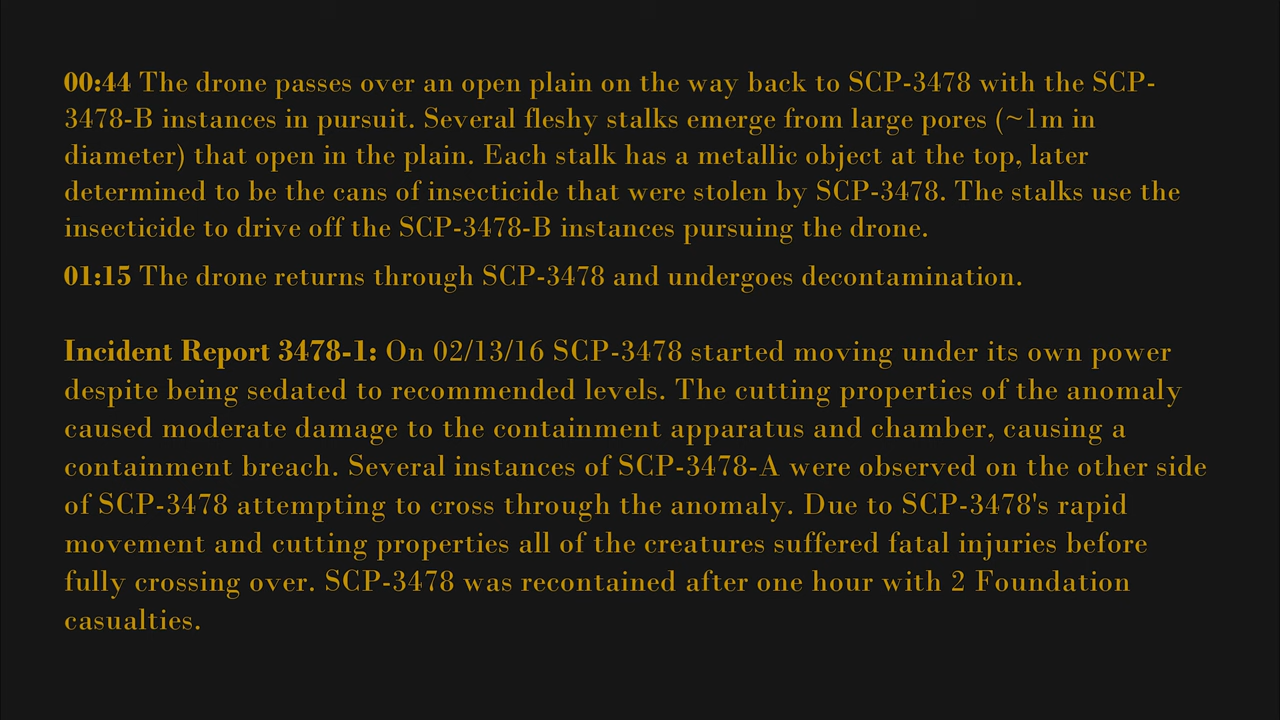 00:44 The drone passes over an open plain on the way back to SCP-3478 with the SCP-
3478-B instances in pursuit. Several fleshy stalks emerge from large pores (~1m in
diameter) that open in the plain. Each stalk has a metallic object at the top, later
determined to be the cans of insecticide that were stolen by SCP-3478. The stalks use the
insecticide to drive off the SCP-3478-B instances pursuing the drone.
01:15 The drone returns through SCP-3478 and undergoes decontamination.
Incident Report 3478-1: On 02/13/16 SCP-3478 started moving under its own power
despite being sedated to recommended levels. The cutting properties of the anomaly
caused moderate damage to the containment apparatus and chamber, causing a
containment breach. Several instances of SCP-3478-A were observed on the other side
of SCP-3478 attempting to cross through the anomaly. Due to SCP-3478's rapid
movement and cutting properties all of the creatures suffered fatal injuries before
fully crossing over. SCP-3478 was recontained after one hour with 2 Foundation
casualties.